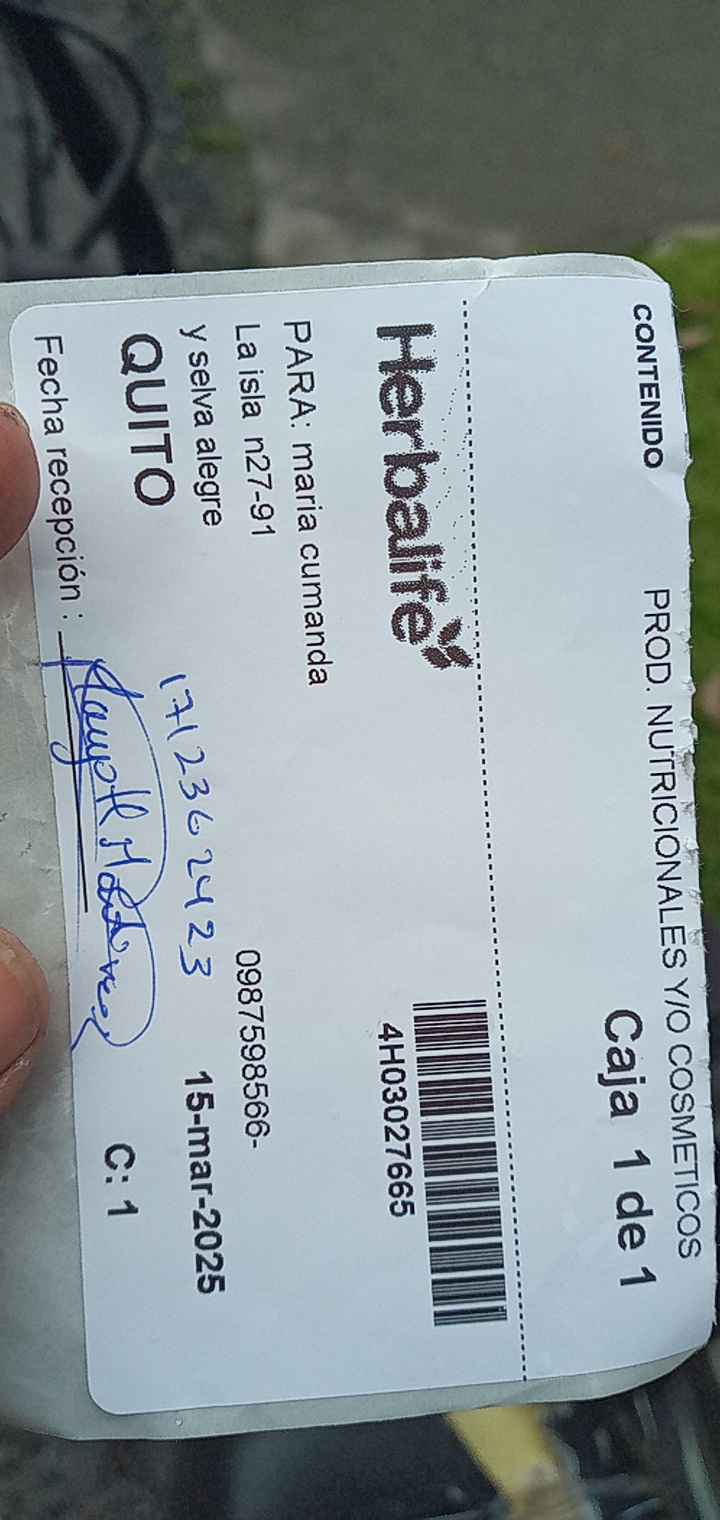 CONTENIDO PROD. NUTRICIONALES Y/O COSMETICOS
Caja 1 de 1
Herbalife
4H03027665
PARA: maria cumanda
La isla n27-91 0987598566-
y selva alegre 1712362423 15-mar-2025
QUITO C: 1
Fecha recepción :